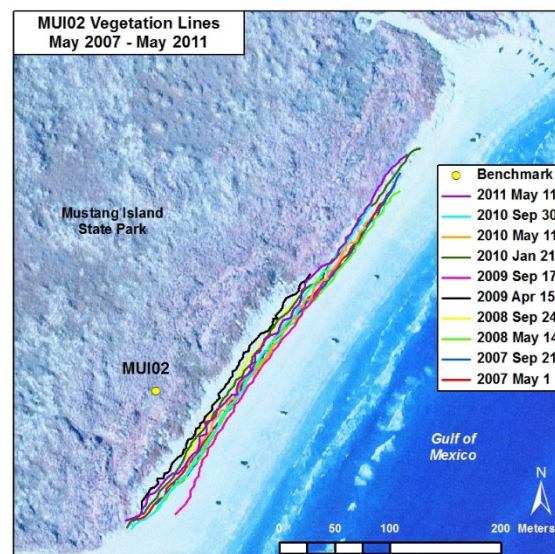 MUI02 Vegetation Lines
May 2007 - May 2011
Mustang Island
State Park
Benchmark
2011 May 11
2010 Sep 30
2010 May 11
2010 Jan 21
2009 Sep 17
2009 Apr 15
2008 Sep 24
2008 May 14
2007 Sep 21
2007 May 1
MUI02
Gulf of
Mexico
N
Meters
0 50 100 200